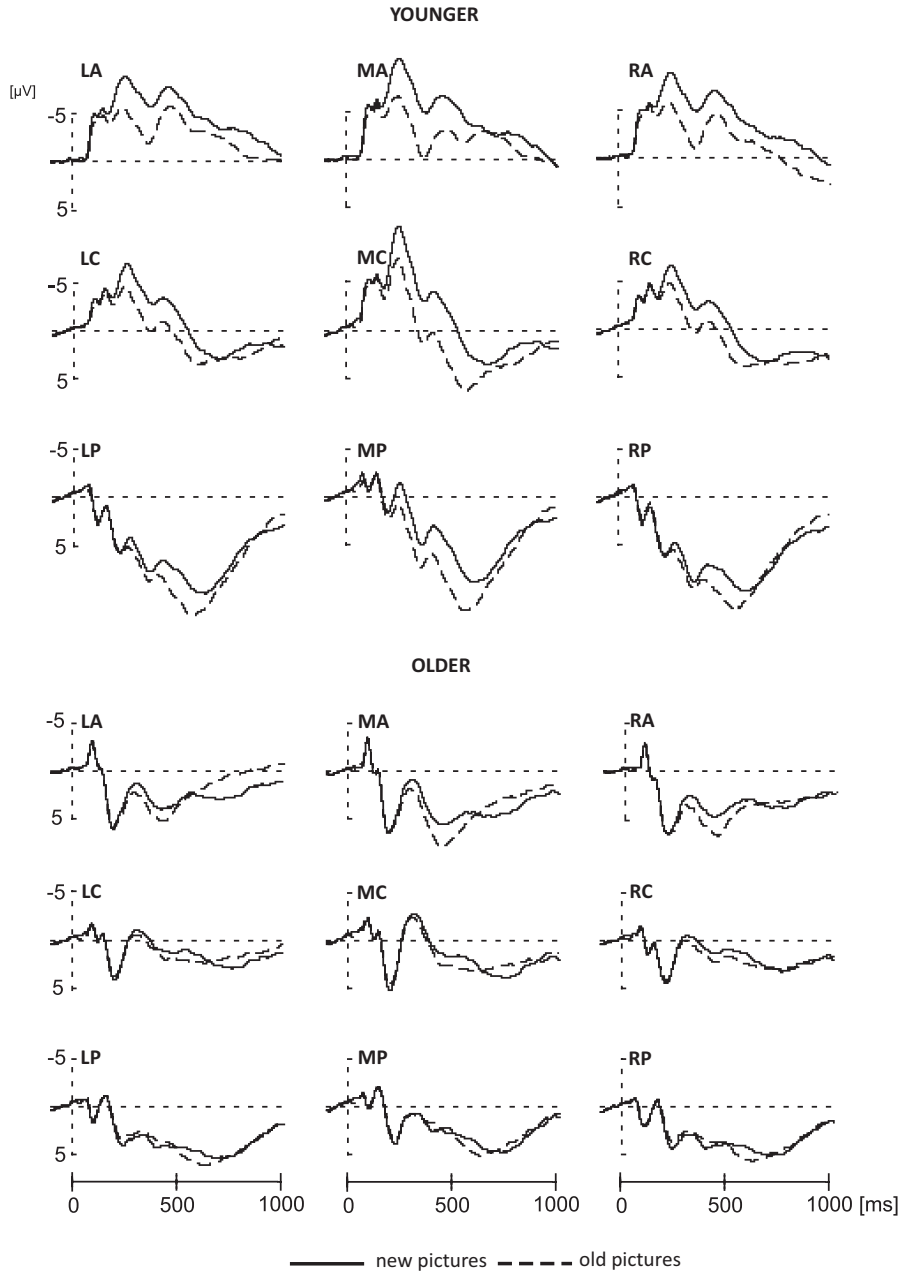 YOUNGER
LA MA RA
[µV]
-5
5
LC MC RC
-5
5
LP MP RP
-5
5
OLDER
LA MA RA
-5
5
LC MC RC
-5
5
LP MP RP
-5
5
0 500 1000 0 500 1000 0 500 1000 [ms]
new pictures old pictures